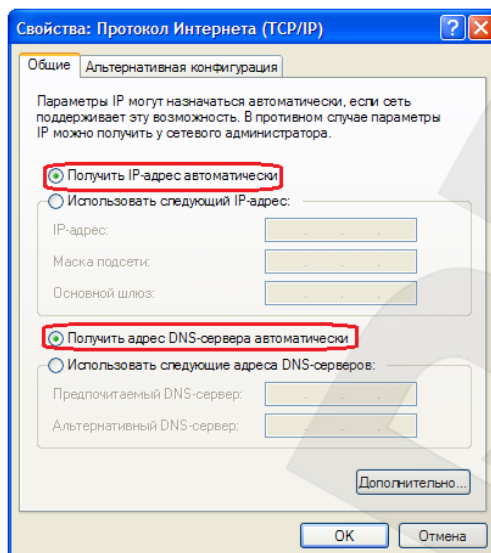 Свойства: Протокол Интернета (TCP/IP)
Общие
Альтернативная конфигурация
Параметры IP могут назначаться автоматически, если сеть
поддерживает эту возможность. В противном случае параметры
IP можно получить у сетевого администратора.
Получить IP-адрес автоматически
Использовать следующий IP-адрес:
IP-адрес:
Маска подсети:
Основной шлюз:
Получить адрес DNS-сервера автоматически
Использовать следующие адреса DNS-серверов:
Предпочитаемый DNS-сервер:
Альтернативный DNS-сервер:
Дополнительно...
OK
Отмена